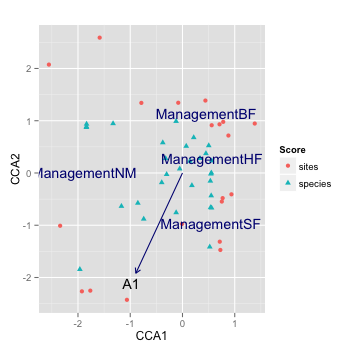 2
1
0
-1
-2
CCA2
ManagementBF
ManagementHF
ManagementNM
ManagementSF
A1
-2
-1
0
1
CCA1
Score
sites
species